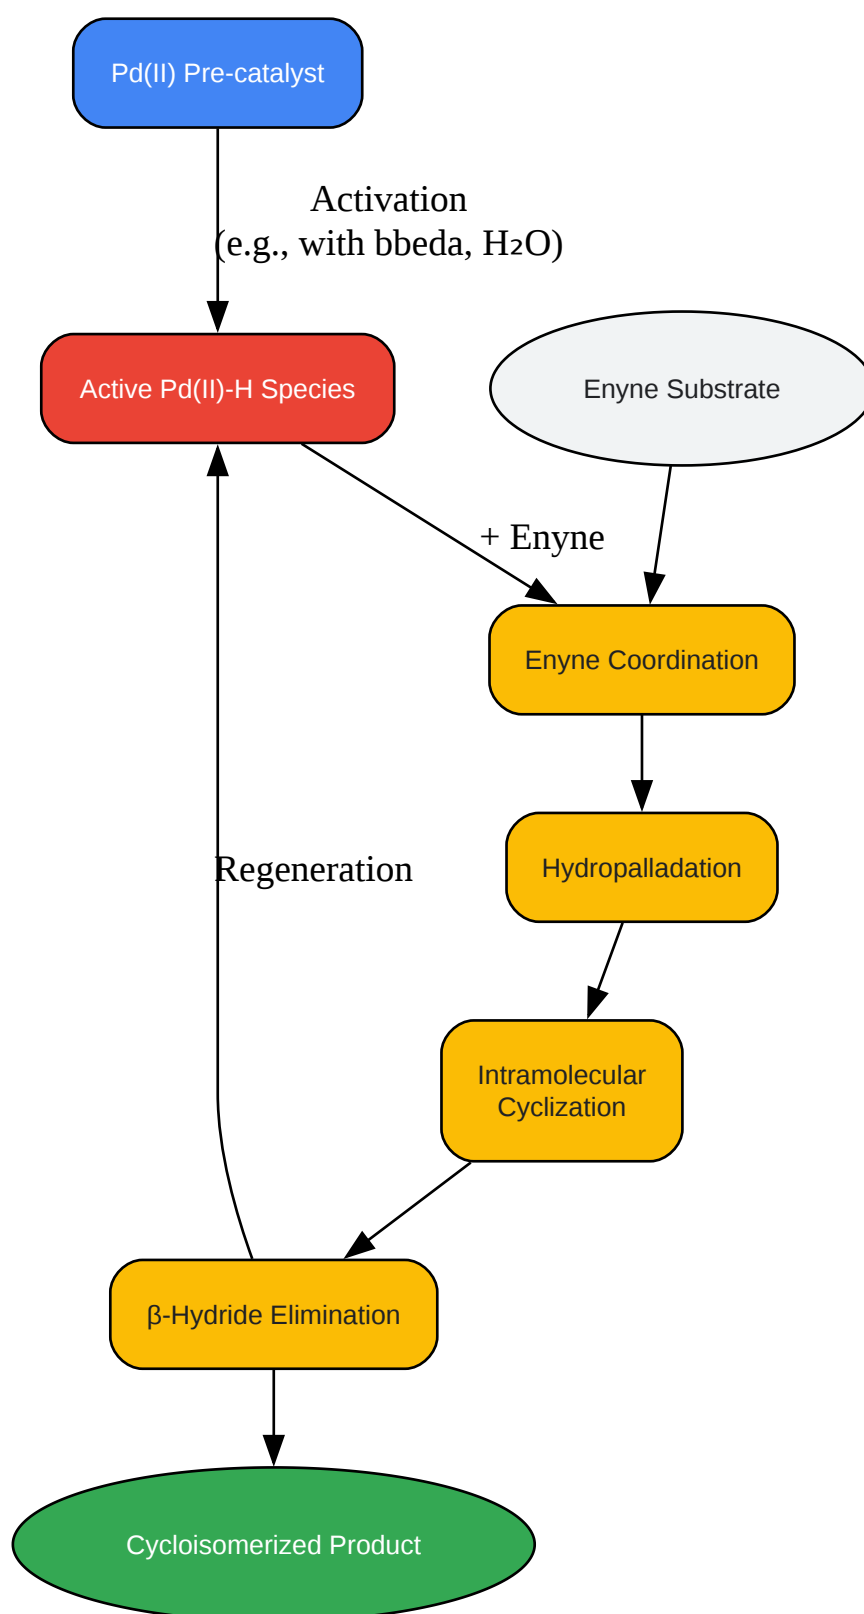 Pd(II) Pre-catalyst
Activation
(e.g., with bbeda, H₂O)
Active Pd(II)-H Species
Enyne Substrate
+ Enyne
Enyne Coordination
Hydropalladation
Regeneration
Intramolecular
Cyclization
β-Hydride Elimination
Cycloisomerized Product